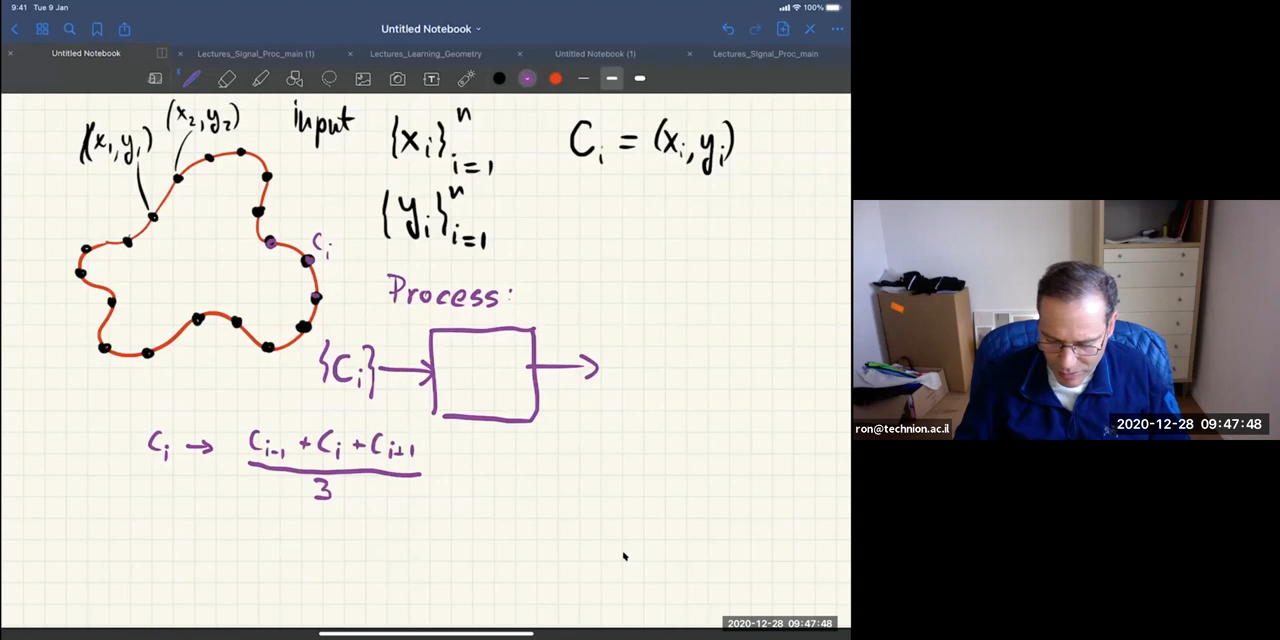 9:41 Tue 9 Jan
100%
Untitled Notebook
Untitled Notebook
Lectures_Signal_Proc_main (1)
Lectures_Learning_Geometry
Untitled Notebook (1)
Lectures_Signal_Proc_main
(x₁,y₁)
(x₂,y₂)
input
{xᵢ}ⁿᵢ₌₁
Cᵢ = (xᵢ,yᵢ)
{yᵢ}ⁿᵢ₌₁
Cᵢ
Process:
{Cᵢ}
Cᵢ → Cᵢ₋₁ + Cᵢ + Cᵢ₊₁
3
ron@technion.ac.il
2020-12-28 09:47:48
2020-12-28 09:47:48